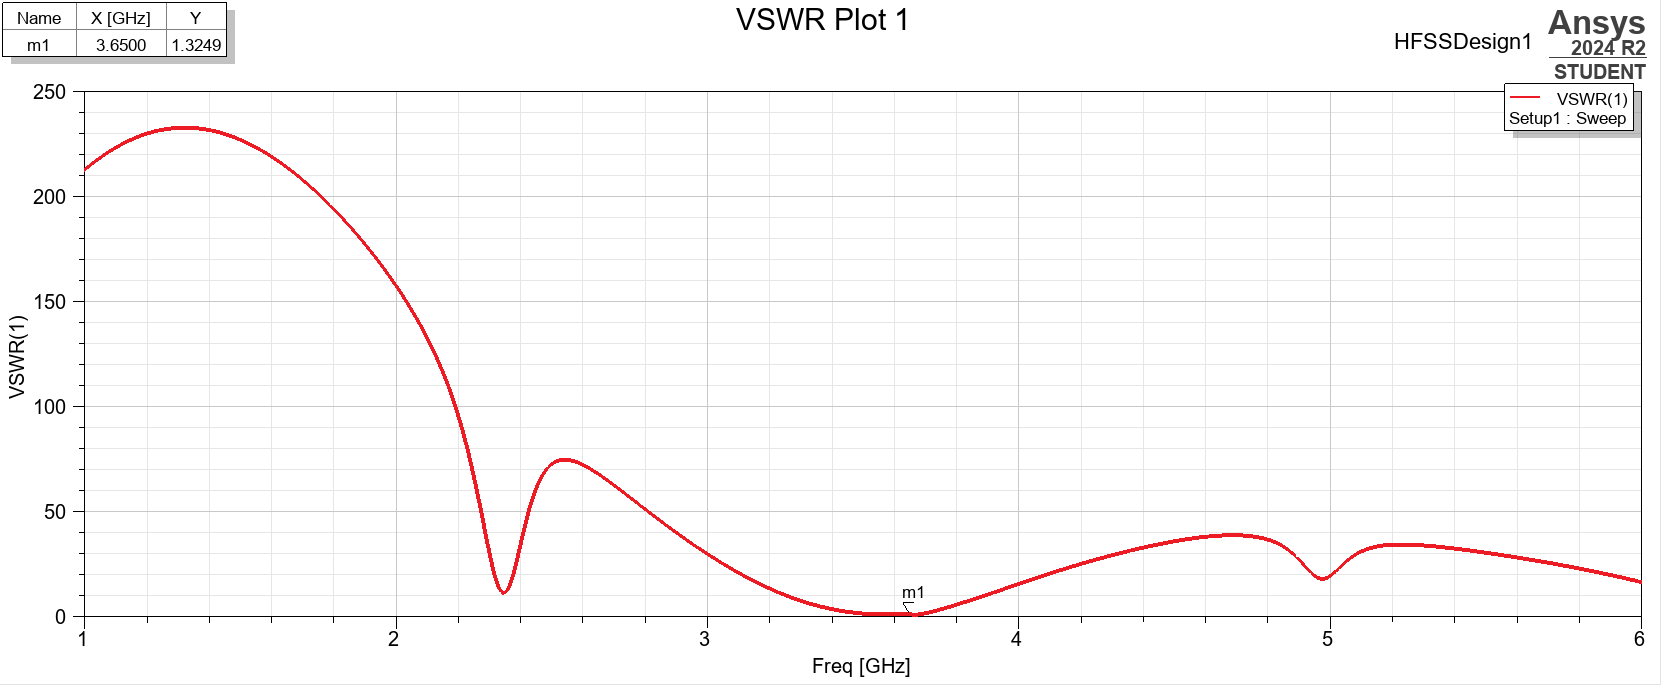 Name X [GHz] Y
m1 3.6500 1.3249
VSWR Plot 1
HFSSDesign1
Ansys
2024 R2
STUDENT
VSWR(1)
Setup1 : Sweep
250
200
150
100
50
0
VSWR(1)
m1
1 2 3 4 5 6
Freq [GHz]